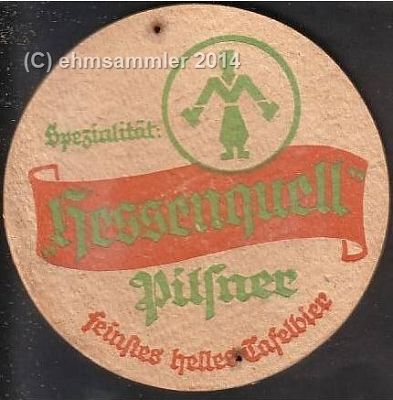 (C) ehmsammler 2014
Spezialität:
„Hessenquell“
Pilsner
feinstes helles Tafelbier